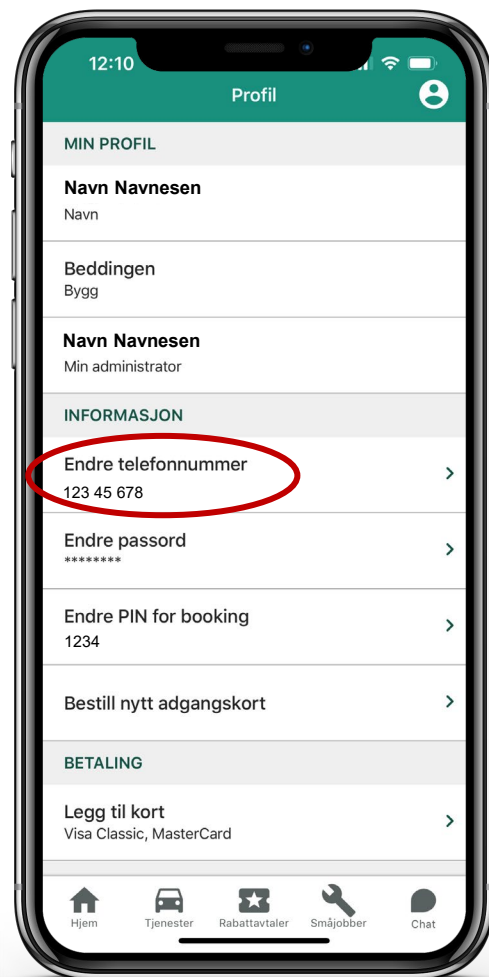 12:10
Profil
MIN PROFIL
Navn Navnesen
Navn
Beddingen
Bygg
Navn Navnesen
Min administrator
INFORMASJON
Endre telefonnummer
123 45 678
Endre passord
********
Endre PIN for booking
1234
Bestill nytt adgangskort
BETALING
Legg til kort
Visa Classic, MasterCard
Hjem Tjenester Rabattavtaler Småjobber Chat